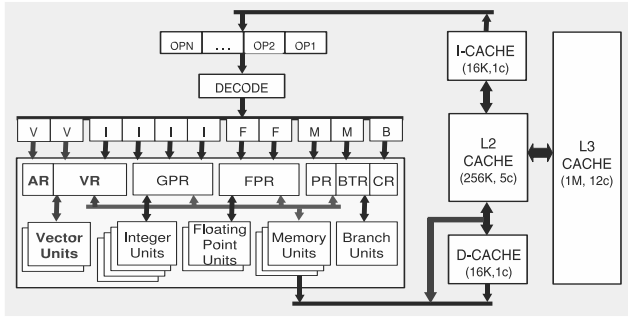 OPN ... OP2 OP1
DECODE
V V I I I I F F M M B
AR VR GPR FPR PR BTR CR
Vector
Units
Integer
Units
Floating
Point
Units
Memory
Units
Branch
Units
I-CACHE
(16K,1c)
L2
CACHE
(256K, 5c)
D-CACHE
(16K,1c)
L3
CACHE
(1M, 12c)